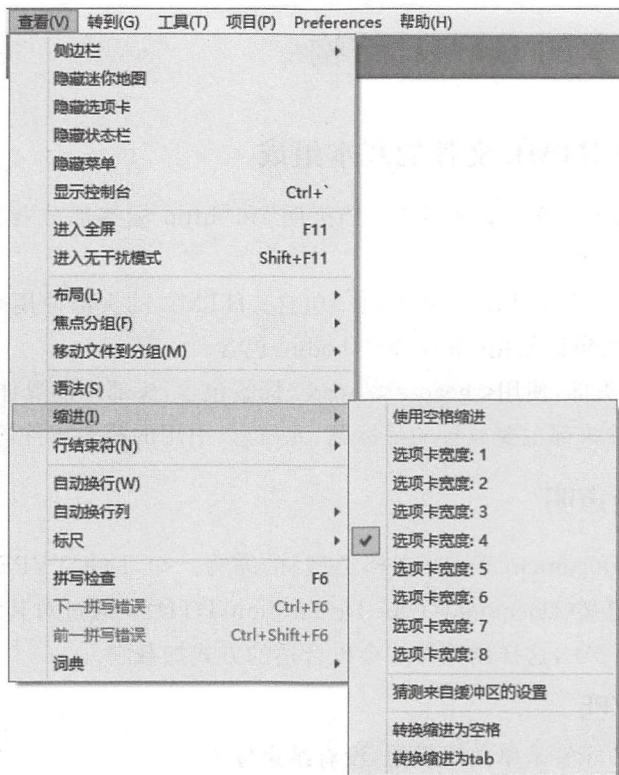 查看(V) 转到(G) 工具(T) 项目(P) Preferences 帮助(H)
侧边栏
隐藏迷你地图
隐藏选项卡
隐藏状态栏
隐藏菜单
显示控制台 Ctrl+`
进入全屏 F11
进入无干扰模式 Shift+F11
布局(L)
焦点分组(F)
移动文件到分组(M)
语法(S)
缩进(I)
行结束符(N)
自动换行(W)
自动换行列
标尺
拼写检查 F6
下一拼写错误 Ctrl+F6
前一拼写错误 Ctrl+Shift+F6
词典
使用空格缩进
选项卡宽度: 1
选项卡宽度: 2
选项卡宽度: 3
选项卡宽度: 4
选项卡宽度: 5
选项卡宽度: 6
选项卡宽度: 7
选项卡宽度: 8
猜测来自缓冲区的设置
转换缩进为空格
转换缩进为tab